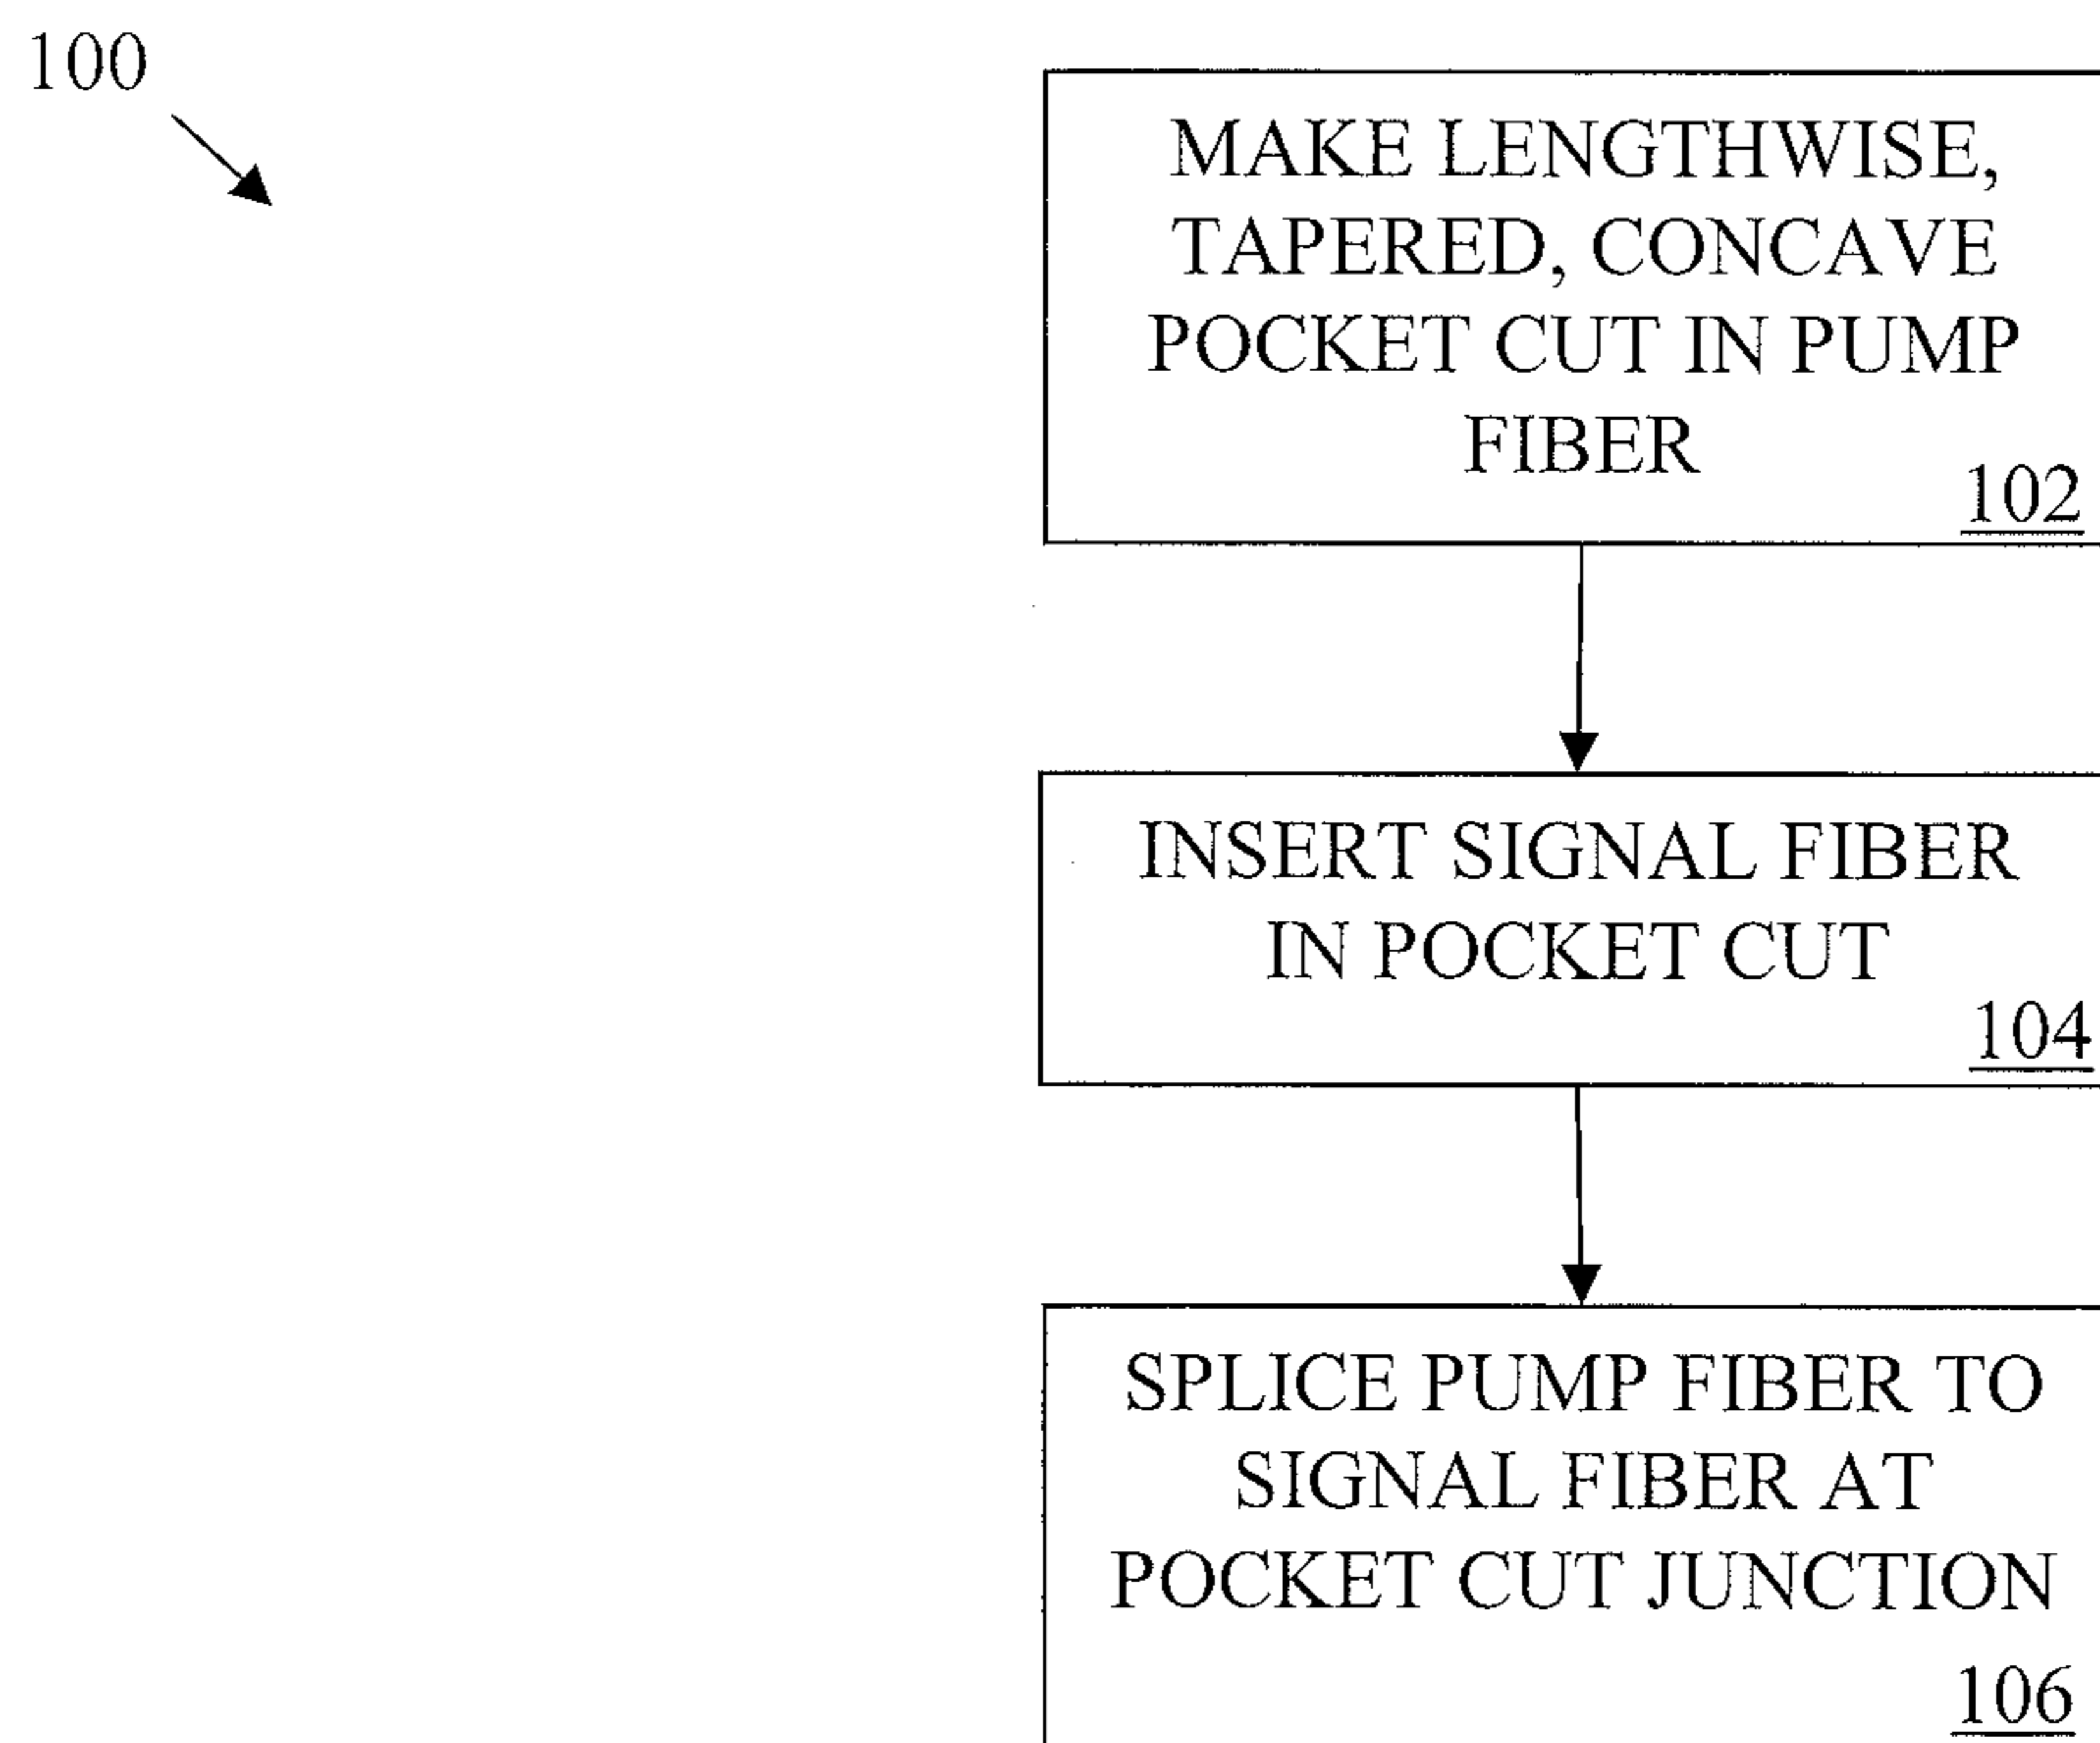 100
MAKE LENGTHWISE,
TAPERED, CONCAVE
POCKET CUT IN PUMP
FIBER
102
INSERT SIGNAL FIBER
IN POCKET CUT
104
SPLICE PUMP FIBER TO
SIGNAL FIBER AT
POCKET CUT JUNCTION
106